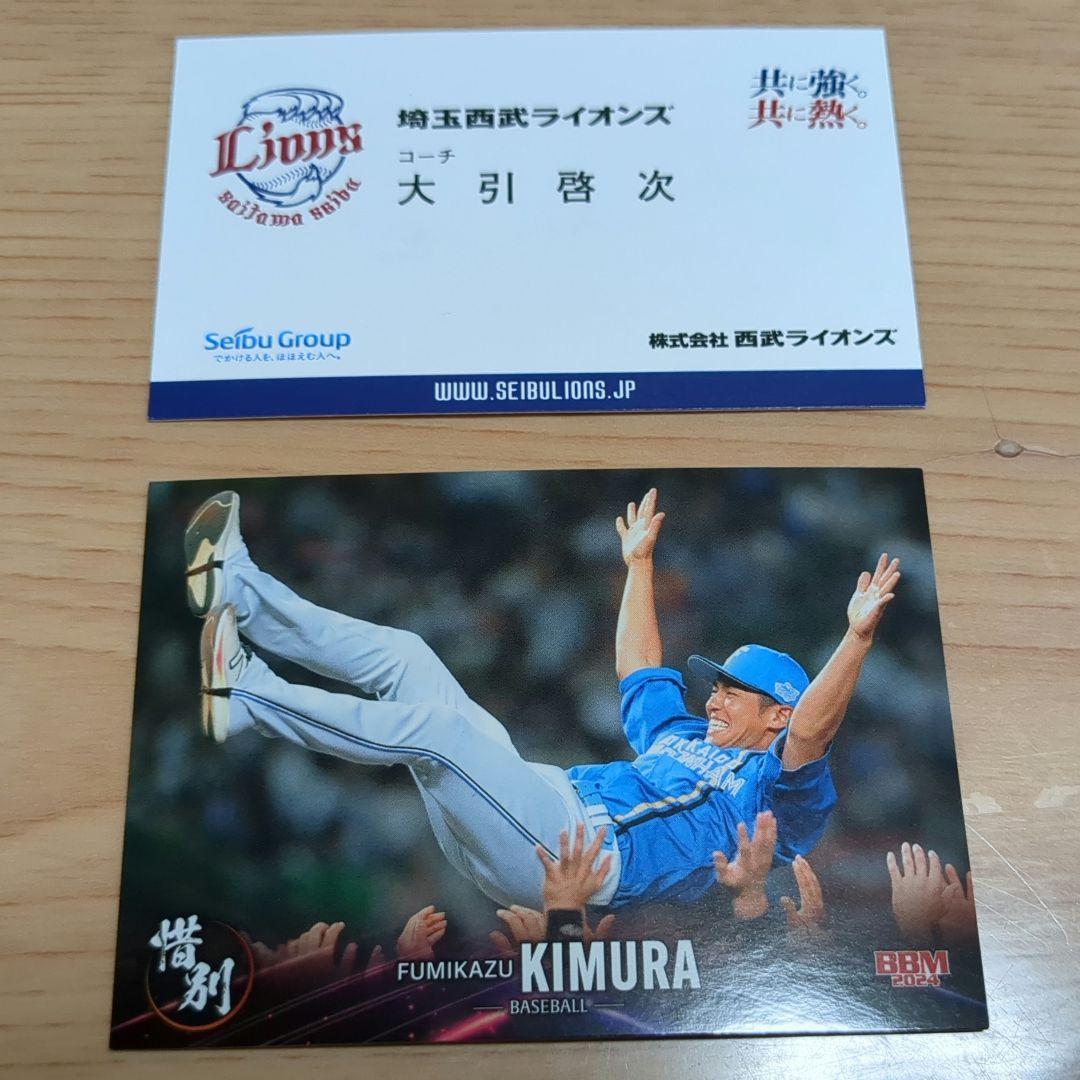 Lions
saitama seibu
埼玉西武ライオンズ
コーチ
大引啓次
共に強く。
共に熱く。
Seibu Group
でかける人を、ほほえむ人へ。
株式会社 西武ライオンズ
WWW.SEIBULIONS.JP
惜別
FUMIKAZU KIMURA
BASEBALL
BBM
2024